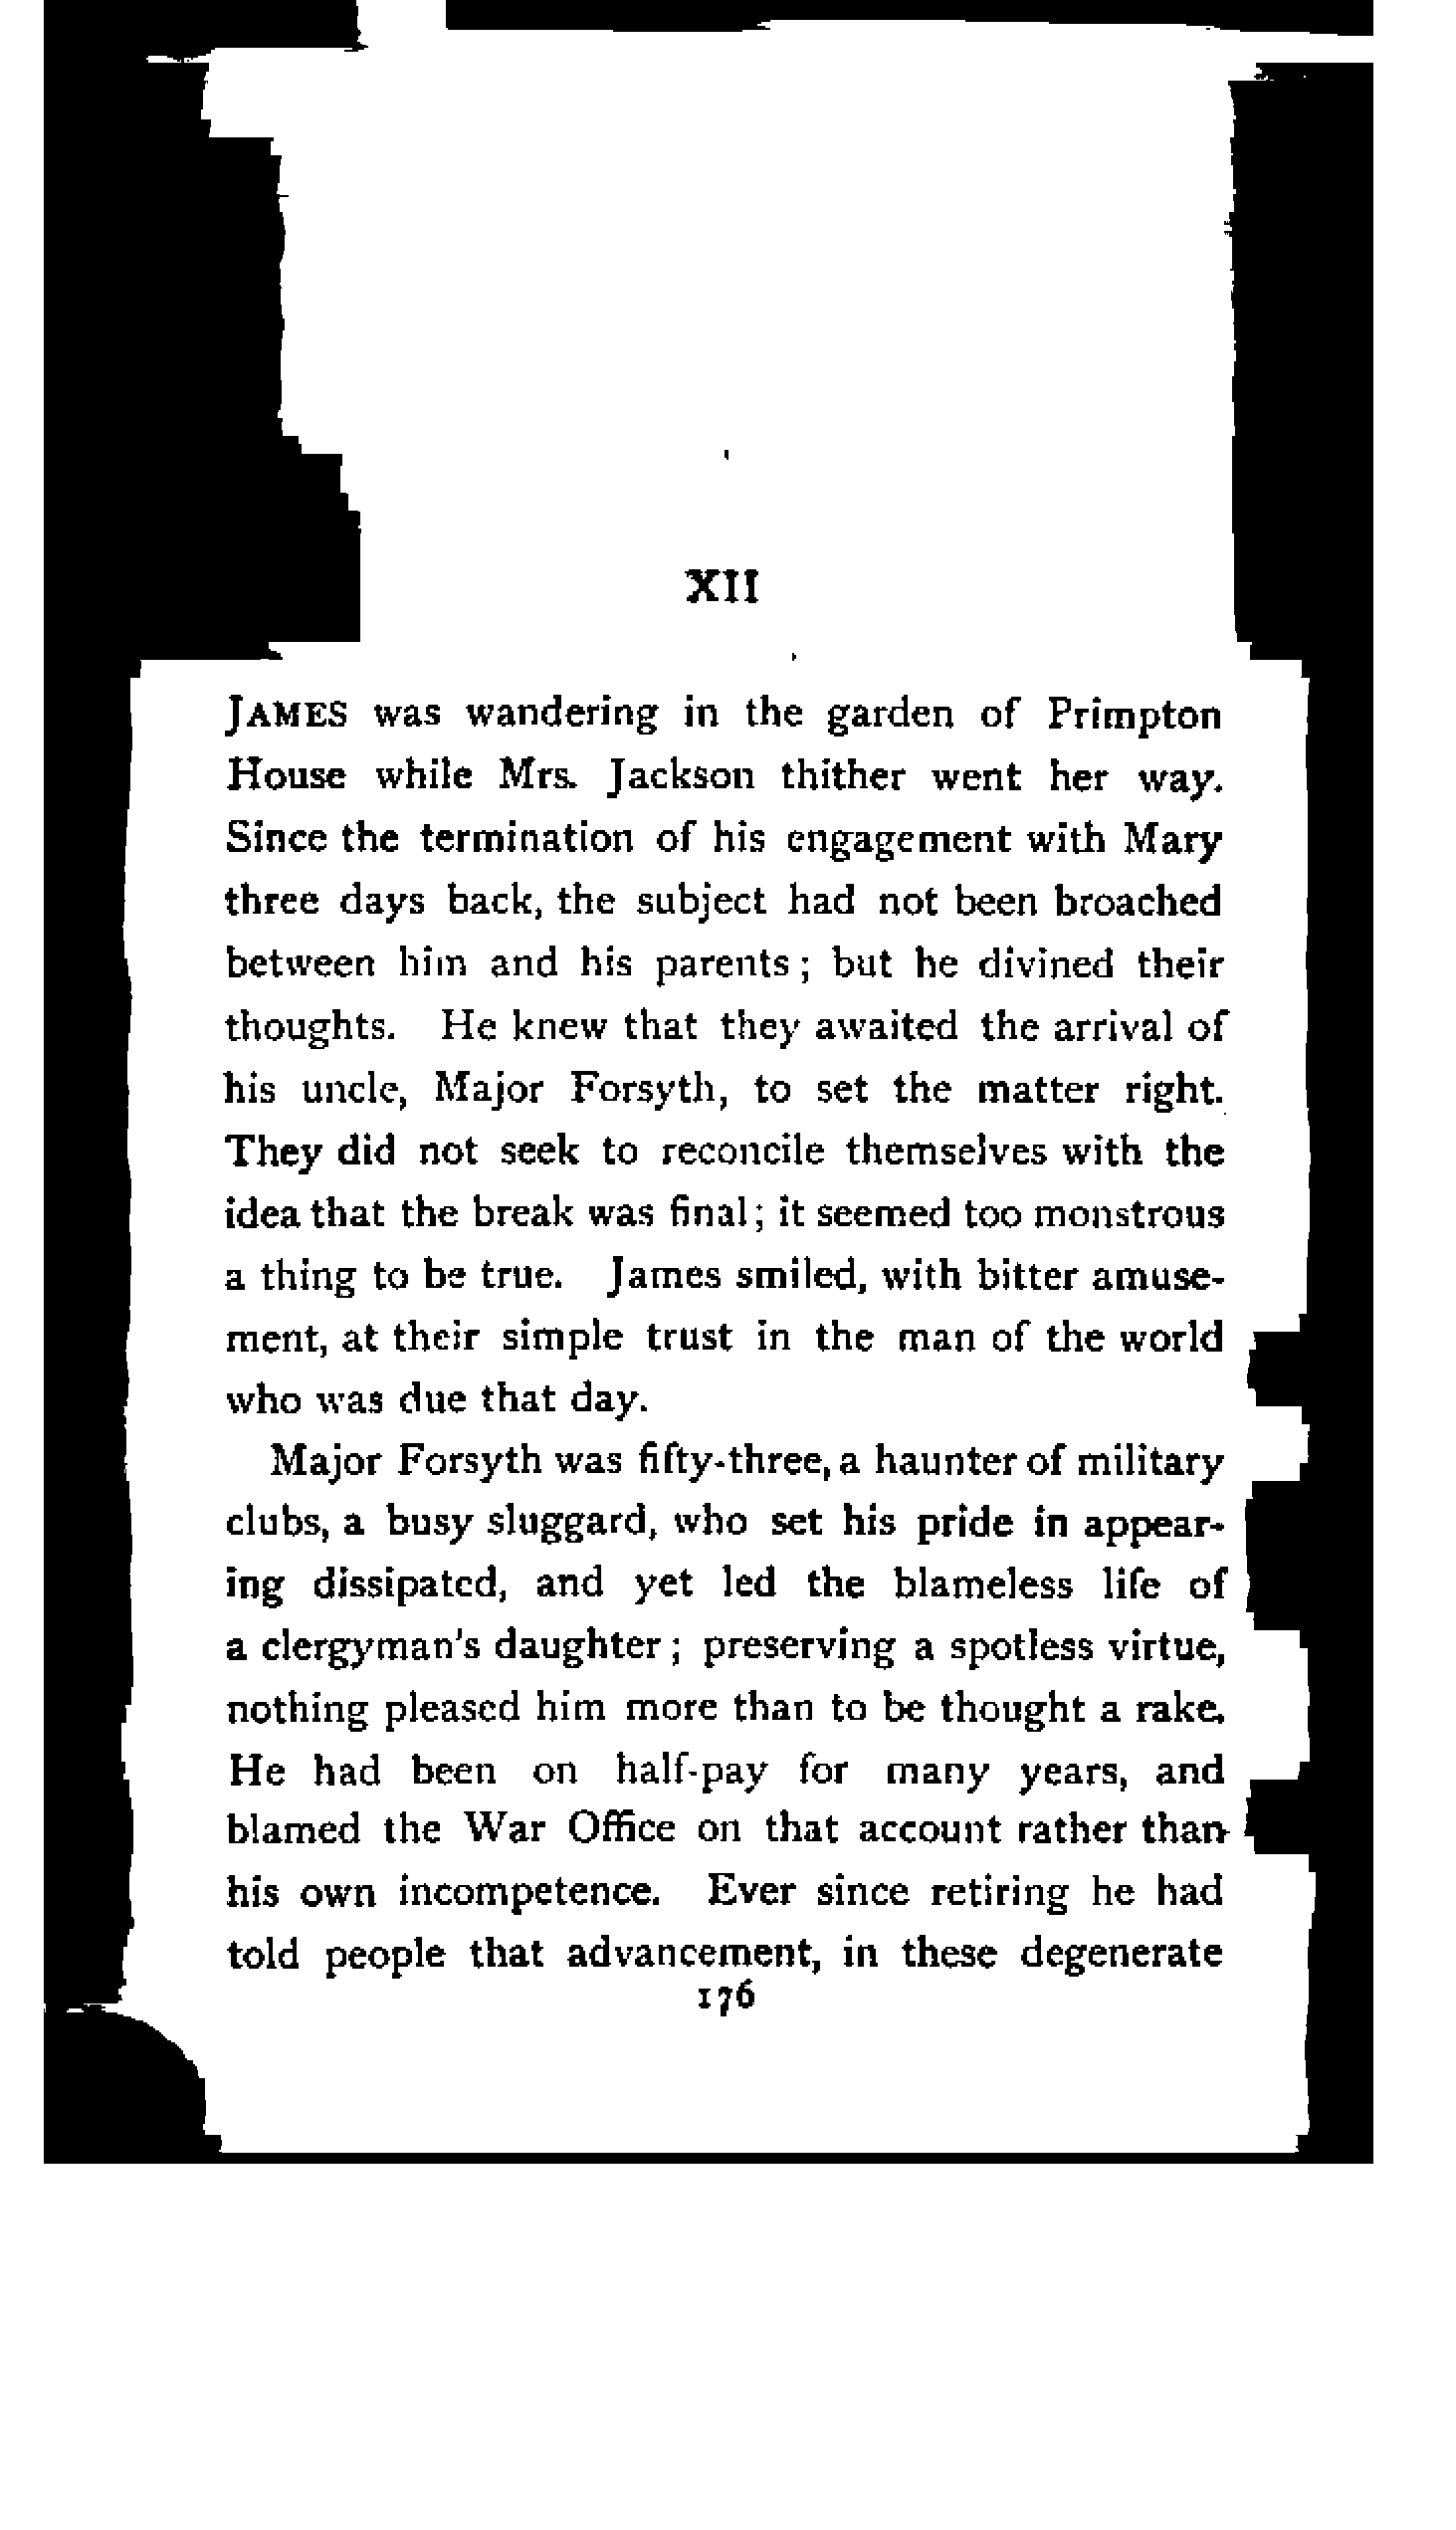 XII
JAMES was wandering in the garden of Primpton
House while Mrs. Jackson thither went her way.
Since the termination of his engagement with Mary
three days back, the subject had not been broached
between him and his parents; but he divined their
thoughts. He knew that they awaited the arrival of
his uncle, Major Forsyth, to set the matter right.
They did not seek to reconcile themselves with the
idea that the break was final; it seemed too monstrous
a thing to be true. James smiled, with bitter amuse-
ment, at their simple trust in the man of the world
who was due that day.
Major Forsyth was fifty-three, a haunter of military
clubs, a busy sluggard, who set his pride in appear-
ing dissipated, and yet led the blameless life of
a clergyman's daughter; preserving a spotless virtue,
nothing pleased him more than to be thought a rake.
He had been on half-pay for many years, and
blamed the War Office on that account rather than
his own incompetence. Ever since retiring he had
told people that advancement, in these degenerate
176